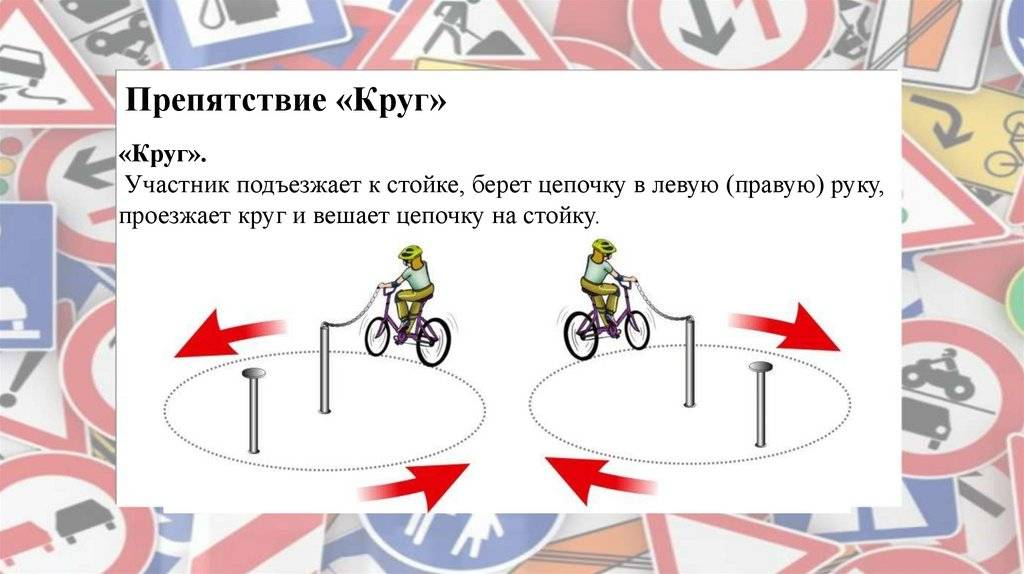 Препятствие «Круг»
«Круг».
Участник подъезжает к стойке, берет цепочку в левую (правую) руку,
проезжает круг и вешает цепочку на стойку.